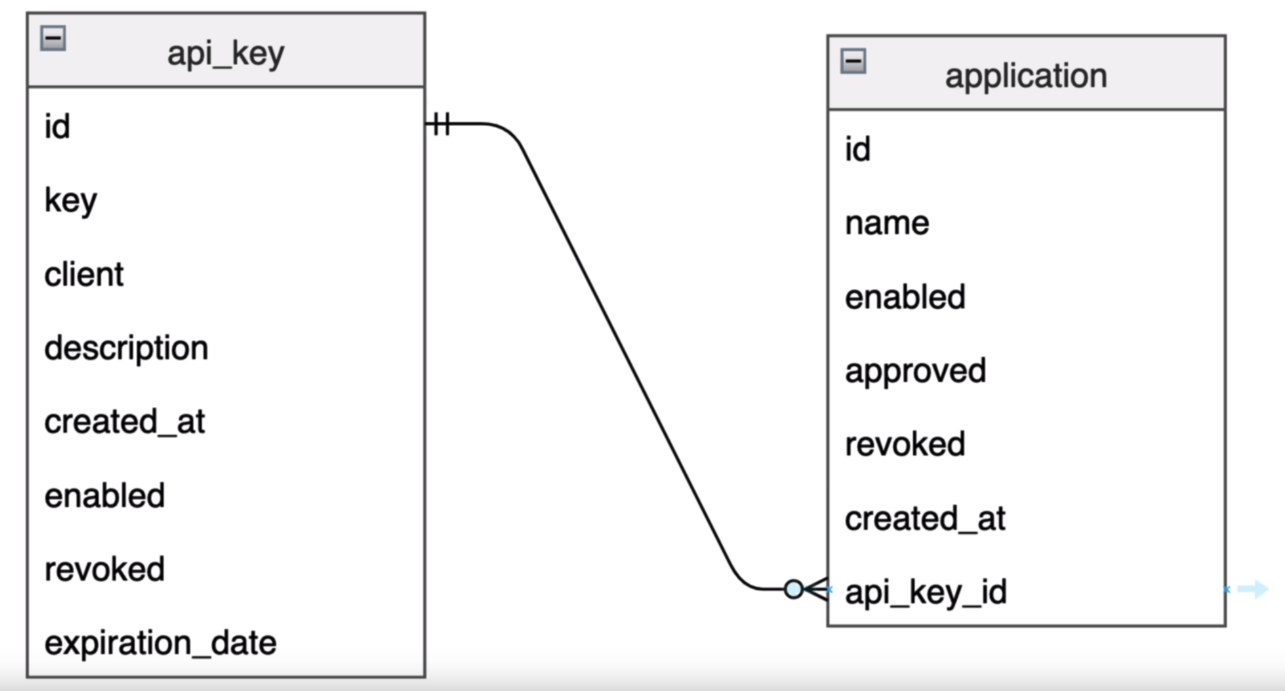 api_key
id
key
client
description
created_at
enabled
revoked
expiration_date
application
id
name
enabled
approved
revoked
created_at
api_key_id